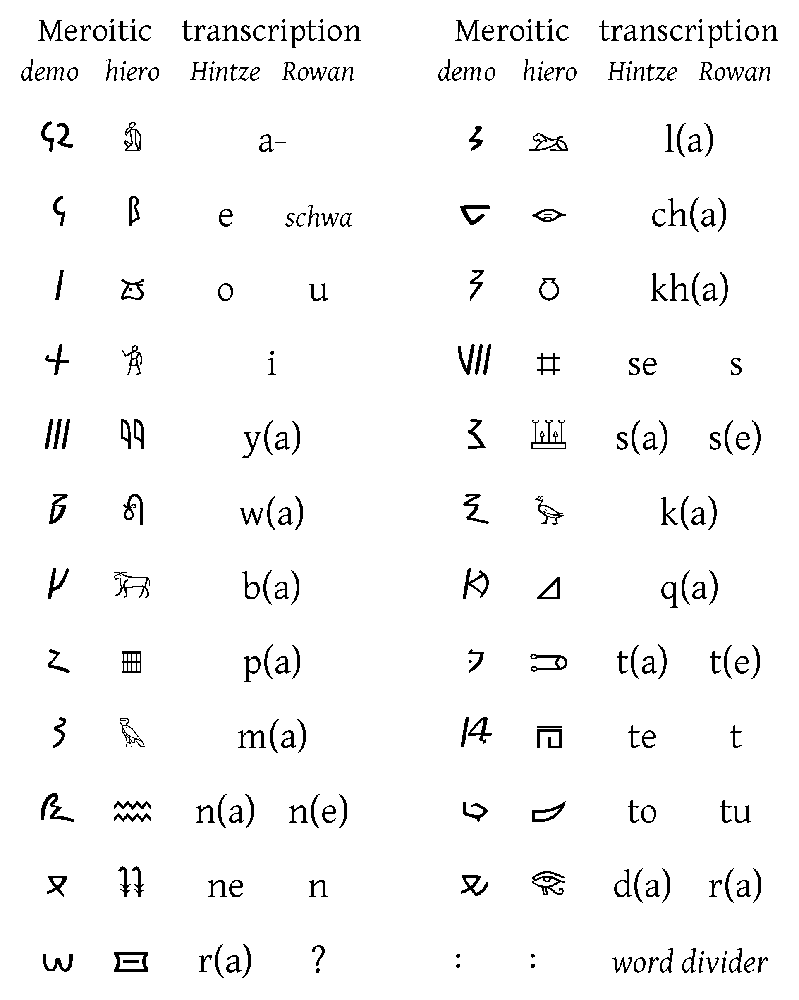 Meroitic transcription Meroitic transcription
demo hiero Hintze Rowan demo hiero Hintze Rowan
𐦠 𐦀 a- 𐦬 𐦐 l(a)
𐦡 𐦁 e schwa 𐦭 𐦑 ch(a)
𐦣 𐦃 o u 𐦮 𐦒 kh(a)
𐦢 𐦂 i 𐦱 𐦕 se s
𐦤 𐦄 y(a) 𐦯 𐦓 s(a) s(e)
𐦥 𐦅 w(a) 𐦲 𐦖 k(a)
𐦦 𐦆 b(a) 𐦳 𐦗 q(a)
𐦧 𐦈 p(a) 𐦴 𐦘 t(a) t(e)
𐦨 𐦉 m(a) 𐦵 𐦚 te t
𐦩 𐦊 n(a) n(e) 𐦶 𐦜 to tu
𐦪 𐦌 ne n 𐦷 𐦝 d(a) r(a)
𐦫 𐦎 r(a) ? : : word divider